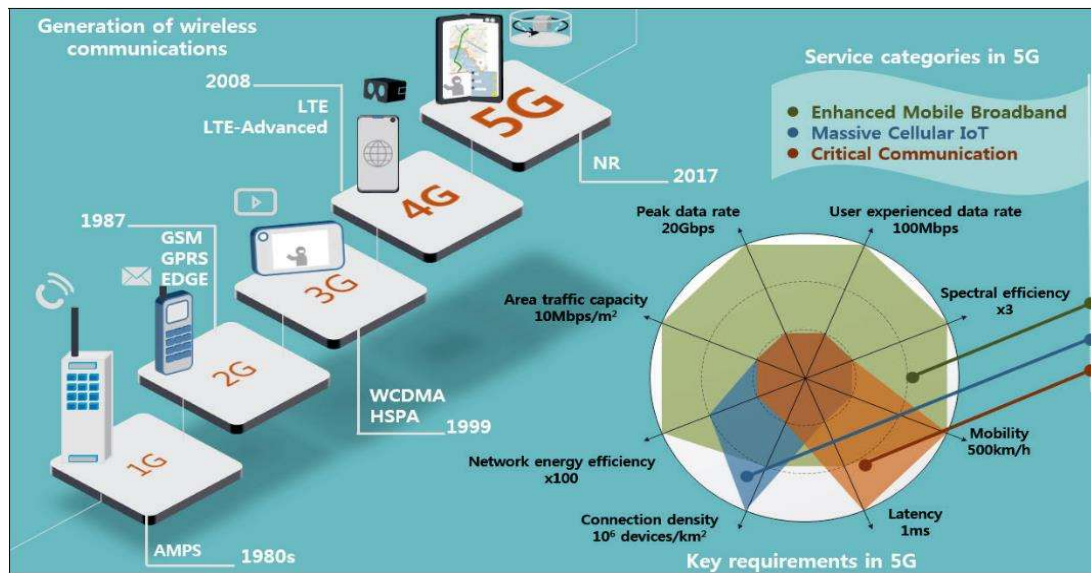 Generation of wireless
communications
2008
LTE
LTE-Advanced
5G
NR
2017
4G
1987
GSM
GPRS
EDGE
3G
WCDMA
HSPA
1999
2G
1G
AMPS
1980s
Service categories in 5G
Enhanced Mobile Broadband
Massive Cellular IoT
Critical Communication
Peak data rate
20Gbps
User experienced data rate
100Mbps
Area traffic capacity
10Mbps/m²
Spectral efficiency
x3
Network energy efficiency
x100
Mobility
500km/h
Connection density
10⁶ devices/km²
Latency
1ms
Key requirements in 5G